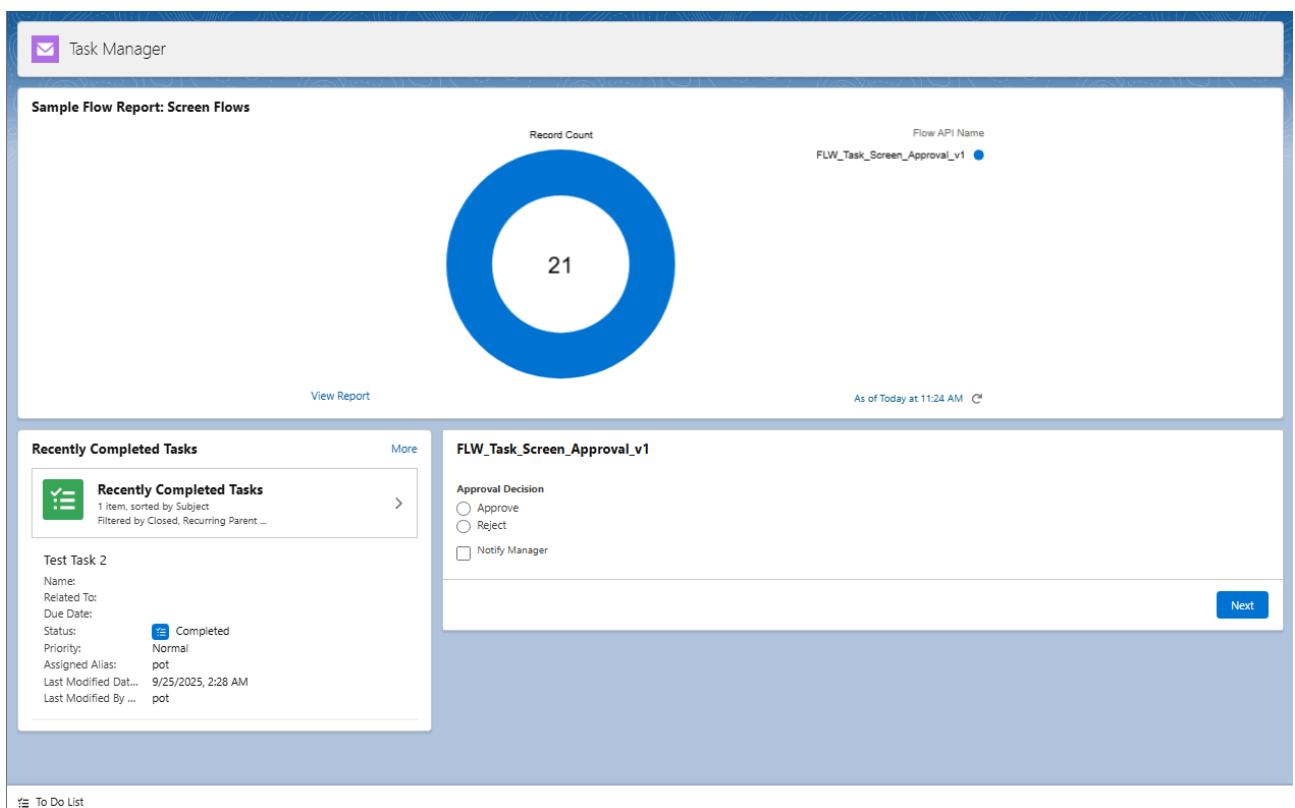 Task Manager
Sample Flow Report: Screen Flows
Record Count
Flow API Name
FLW_Task_Screen_Approval_v1
21
View Report
As of Today at 11:24 AM
Recently Completed Tasks
More
Recently Completed Tasks
1 item, sorted by Subject
Filtered by Closed, Recurring Parent ...
Test Task 2
Name:
Related To:
Due Date:
Status: Completed
Priority: Normal
Assigned Alias: pot
Last Modified Dat... 9/25/2025, 2:28 AM
Last Modified By ... pot
FLW_Task_Screen_Approval_v1
Approval Decision
Approve
Reject
Notify Manager
Next
To Do List